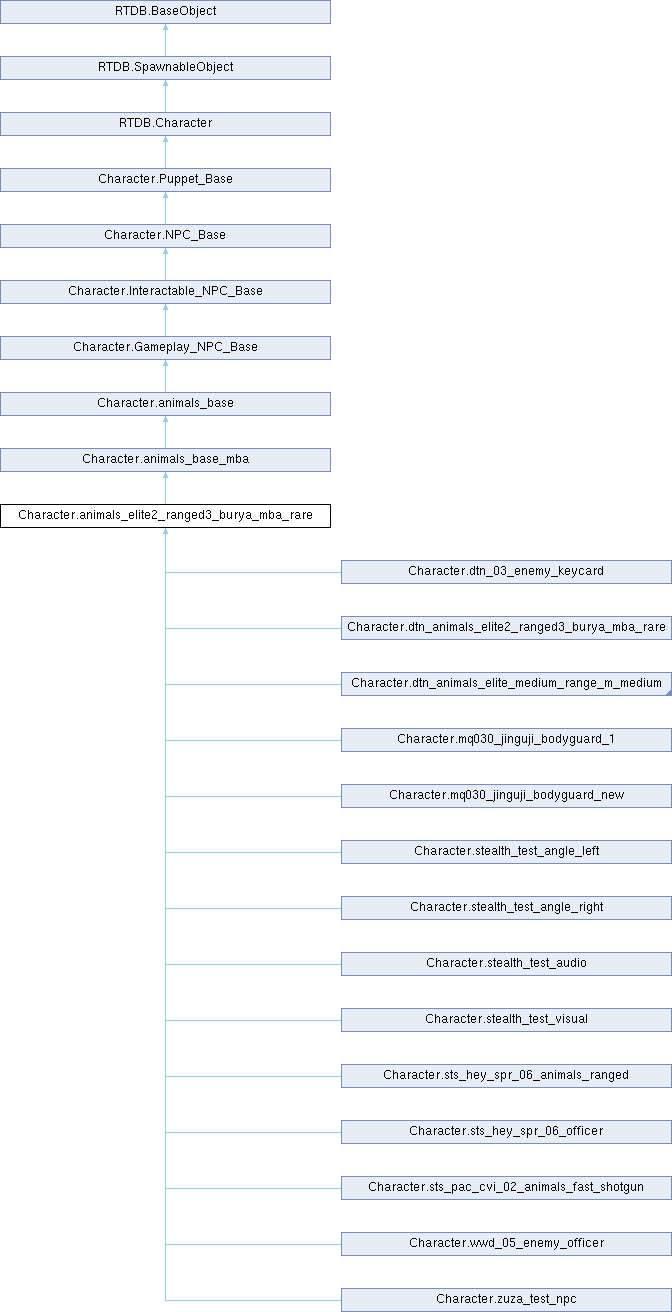 RTDB.BaseObject
RTDB.SpawnableObject
RTDB.Character
Character.Puppet_Base
Character.NPC_Base
Character.Interactable_NPC_Base
Character.Gameplay_NPC_Base
Character.animals_base
Character.animals_base_mba
Character.animals_elite2_ranged3_burya_mba_rare
Character.dtn_03_enemy_keycard
Character.dtn_animals_elite2_ranged3_burya_mba_rare
Character.dtn_animals_elite_medium_range_m_medium
Character.mq030_jinguji_bodyguard_1
Character.mq030_jinguji_bodyguard_new
Character.stealth_test_angle_left
Character.stealth_test_angle_right
Character.stealth_test_audio
Character.stealth_test_visual
Character.sts_hey_spr_06_animals_ranged
Character.sts_hey_spr_06_officer
Character.sts_pac_cvi_02_animals_fast_shotgun
Character.wwd_05_enemy_officer
Character.zuza_test_npc